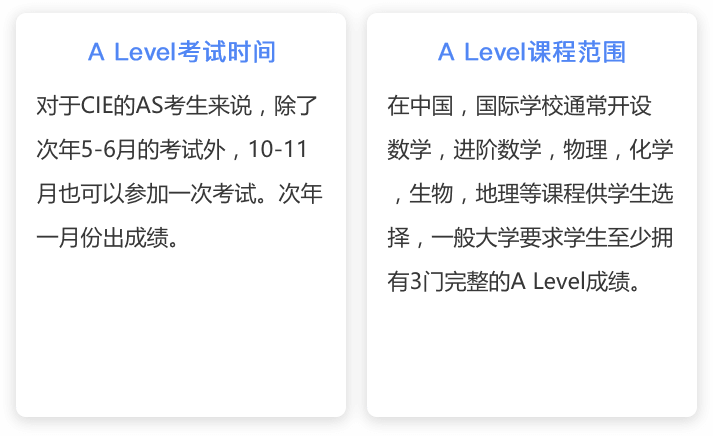 A Level考试时间
对于CIE的AS考生来说，除了
次年5-6月的考试外，10-11
月也可以参加一次考试。次年
一月份出成绩。
A Level课程范围
在中国，国际学校通常开设
数学，进阶数学，物理，化学
，生物，地理等课程供学生选
择，一般大学要求学生至少拥
有3门完整的A Level成绩。